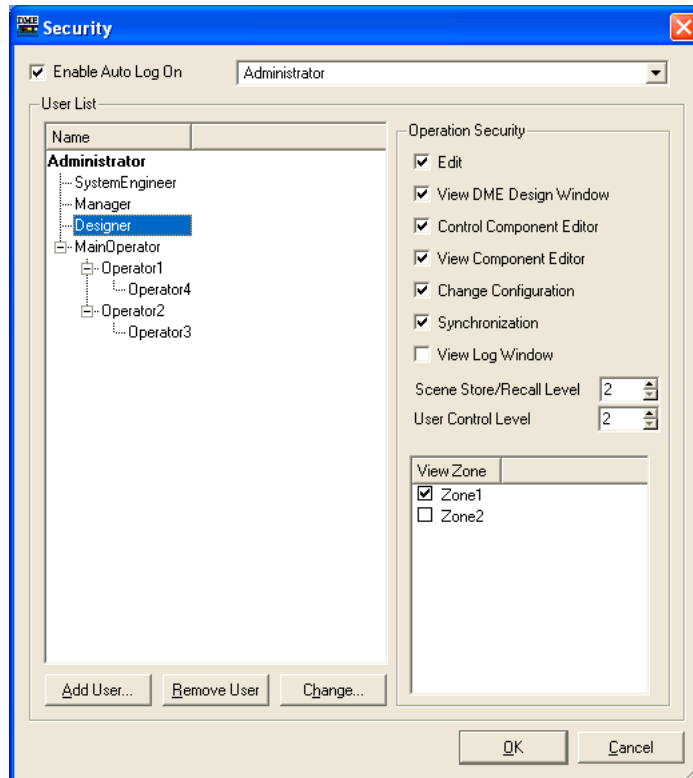 DME
Security
Enable Auto Log On
Administrator
User List
Name
Administrator
SystemEngineer
Manager
Designer
MainOperator
Operator1
Operator4
Operator2
Operator3
Operation Security
Edit
View DME Design Window
Control Component Editor
View Component Editor
Change Configuration
Synchronization
View Log Window
Scene Store/Recall Level 2
User Control Level 2
View Zone
Zone1
Zone2
Add User... Remove User Change...
OK Cancel